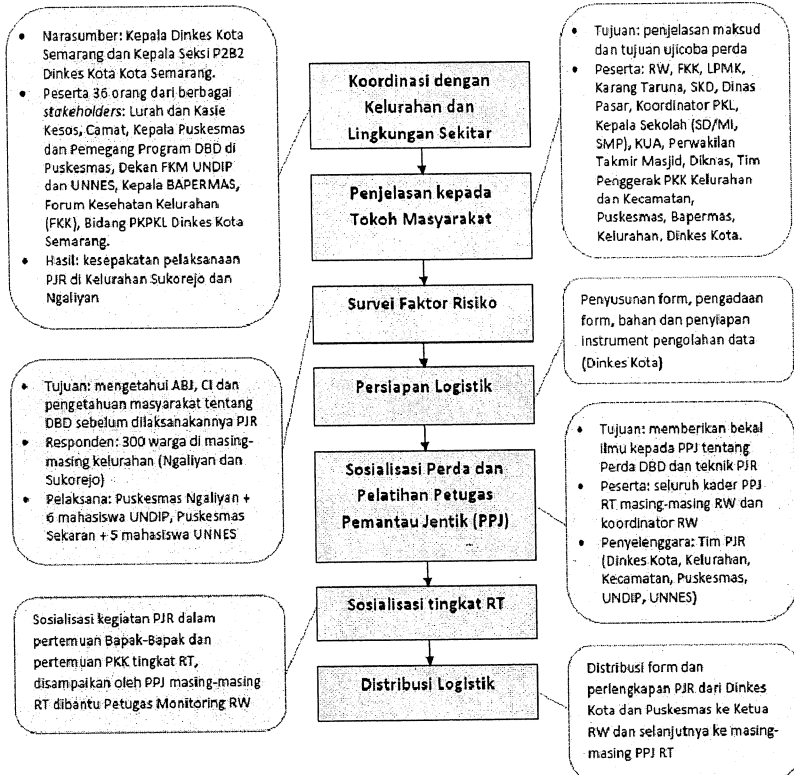 • Narasumber: Kepala Dinkes Kota
Semarang dan Kepala Seksi P2B2
Dinkes Kota Kota Semarang.
• Peserta 36 orang dari berbagai
stakeholders: Lurah dan Kasie
Kesos, Camat, Kepala Puskesmas
dan Pemegang Program DBD di
Puskesmas, Dekan FKM UNDIP
dan UNNES, Kepala BAPERMAS,
Forum Kesehatan Kelurahan
(FKK), Bidang PKPKL Dinkes Kota
Semarang.
• Hasil: kesepakatan pelaksanaan
PJR di Kelurahan Sukorejo dan
Ngaliyan
Koordinasi dengan
Kelurahan dan
Lingkungan Sekitar
• Tujuan: penjelasan maksud
dan tujuan ujicoba perda
• Peserta: RW, FKK, LPMK,
Karang Taruna, SKD, Dinas
Pasar, Koordinator PKL,
Kepala Sekolah (SD/MI,
SMP), KUA, Perwakilan
Takmir Masjid, Diknas, Tim
Penggerak PKK Kelurahan
dan Kecamatan,
Puskesmas, Bapermas,
Kelurahan, Dinkes Kota.
Penjelasan kepada
Tokoh Masyarakat
Survei Faktor Risiko
Penyusunan form, pengadaan
form, bahan dan penyiapan
instrument pengolahan data
(Dinkes Kota)
Persiapan Logistik
• Tujuan: mengetahui ABJ, CI dan
pengetahuan masyarakat tentang
DBD sebelum dilaksanakannya PJR
• Responden: 300 warga di masing-
masing kelurahan (Ngaliyan dan
Sukorejo)
• Pelaksana: Puskesmas Ngaliyan +
6 mahasiswa UNDIP, Puskesmas
Sekaran + 5 mahasiswa UNNES
Sosialisasi Perda dan
Pelatihan Petugas
Pemantau Jentik (PPJ)
• Tujuan: memberikan bekal
ilmu kepada PPJ tentang
Perda DBD dan teknik PJR
• Peserta: seluruh kader PPJ
RT masing-masing RW dan
koordinator RW
• Penyelenggara: Tim PJR
(Dinkes Kota, Kelurahan,
Kecamatan, Puskesmas,
UNDIP, UNNES)
Sosialisasi tingkat RT
Sosialisasi kegiatan PJR dalam
pertemuan Bapak-Bapak dan
pertemuan PKK tingkat RT,
disampaikan oleh PPJ masing-masing
RT dibantu Petugas Monitoring RW
Distribusi Logistik
Distribusi form dan
perlengkapan PJR dari Dinkes
Kota dan Puskesmas ke Ketua
RW dan selanjutnya ke masing-
masing PPJ RT